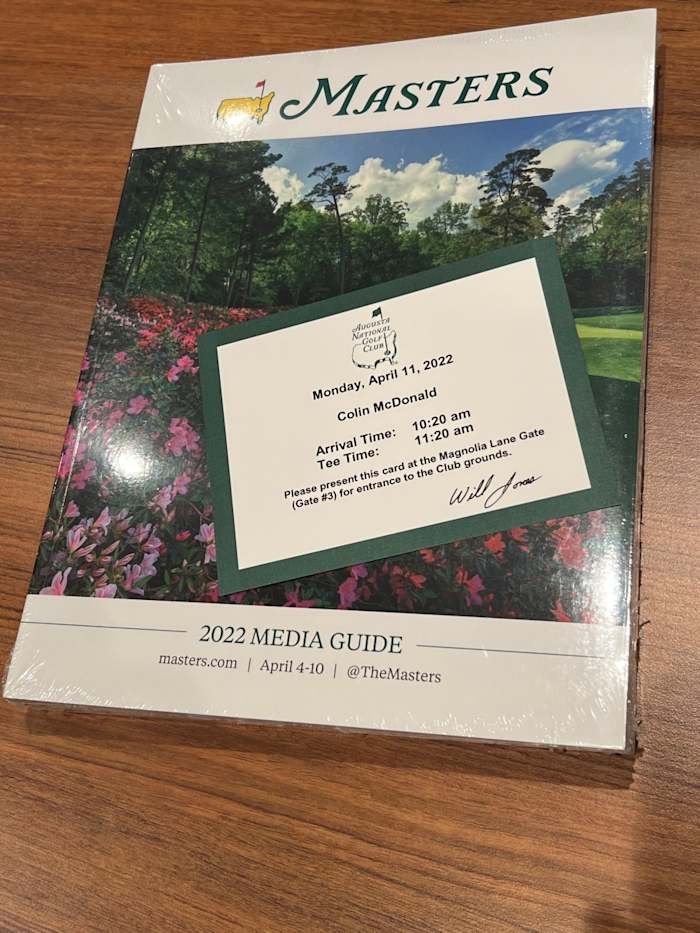 MASTERS
AUGUSTA
NATIONAL
GOLF
CLUB
Monday, April 11, 2022
Colin McDonald
Arrival Time: 10:20 am
Tee Time: 11:20 am
Please present this card at the Magnolia Lane Gate
(Gate #3) for entrance to the Club grounds.
Will Jones
2022 MEDIA GUIDE
masters.com | April 4-10 | @TheMasters